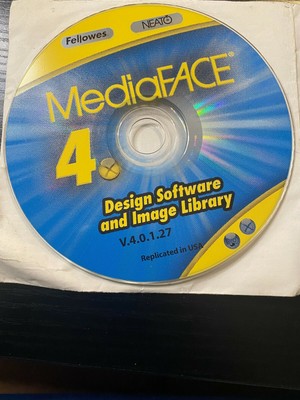 Fellowes
NEATO
MediaFACE®
4
Design Software
and Image Library
V.4.0.1.27
Replicated in USA